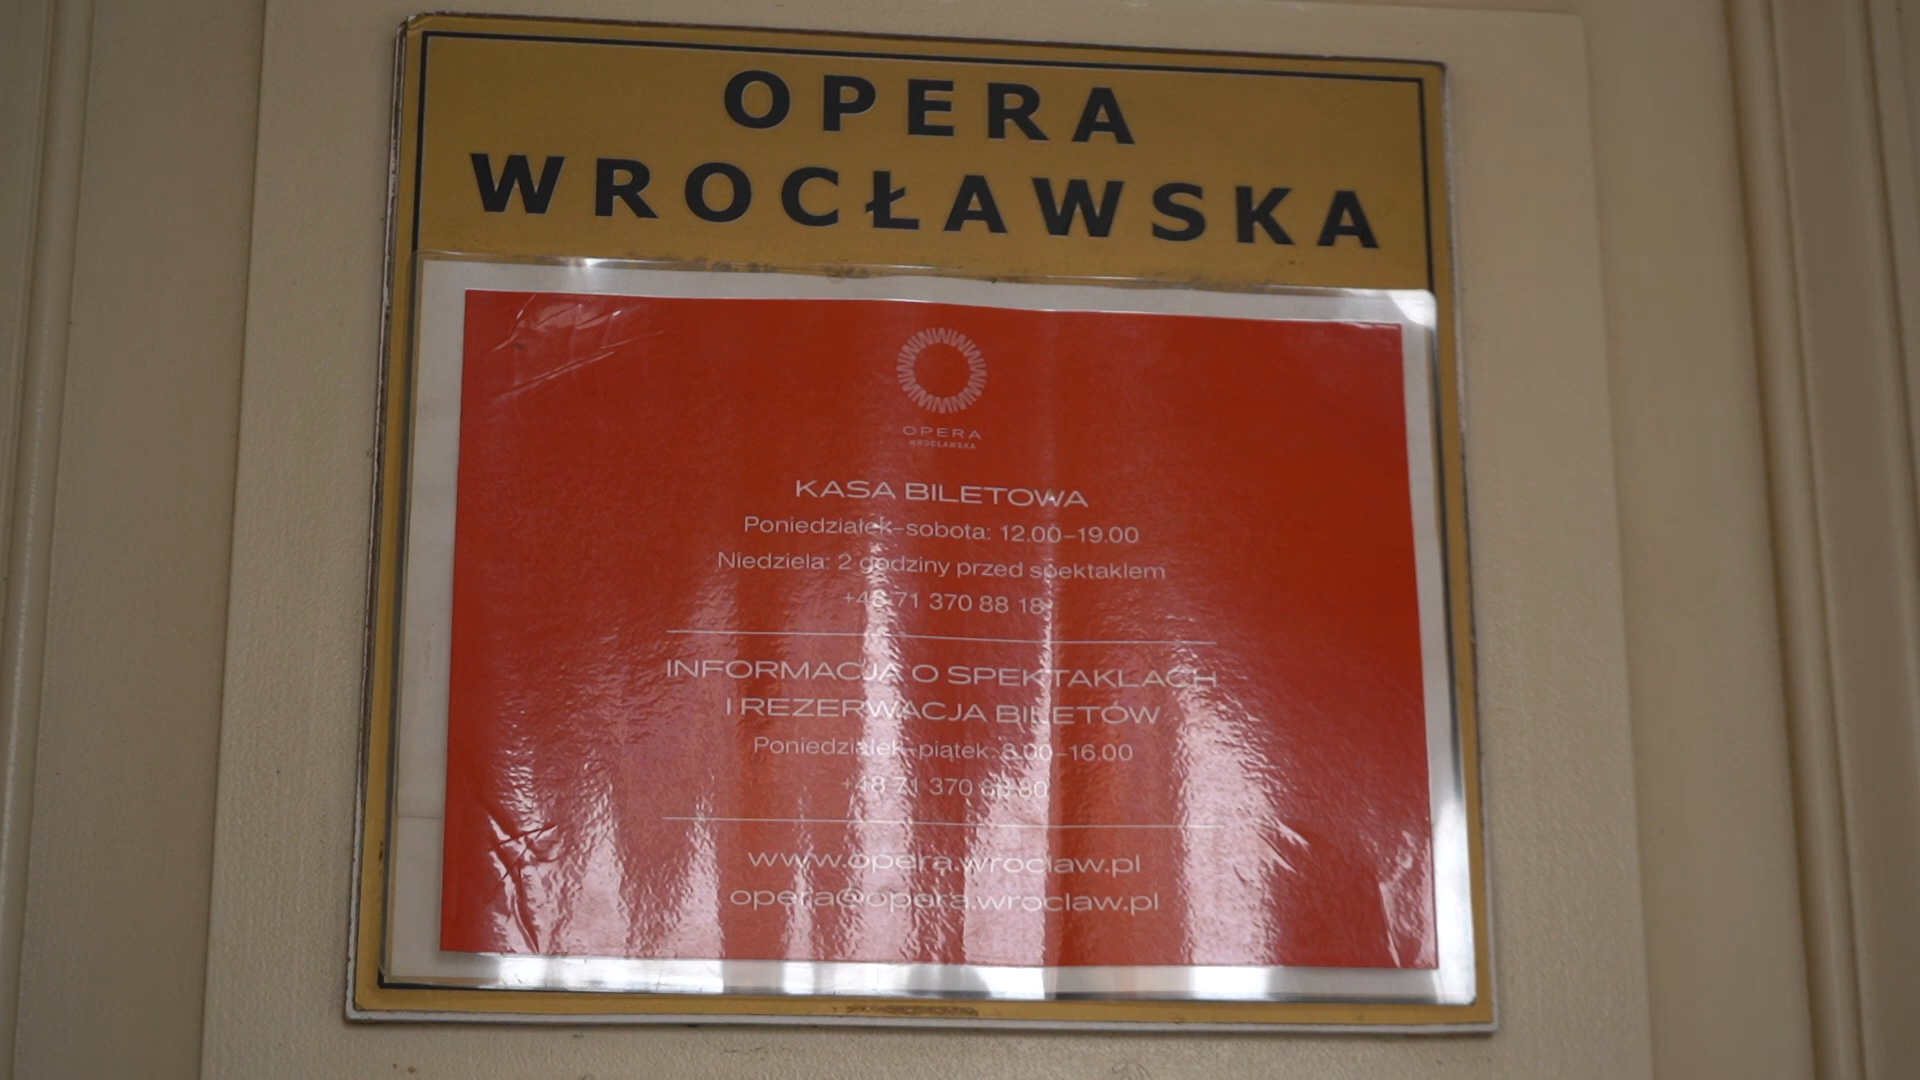 OPERA
WROCŁAWSKA
OPERA
WROCŁAWSKA
KASA BILETOWA
Poniedziałek–sobota: 12.00–19.00
Niedziela: 2 godziny przed spektaklem
+48 71 370 88 18
INFORMACJA O SPEKTAKLACH
I REZERWACJA BILETÓW
Poniedziałek–piątek: 8.00–16.00
+48 71 370 88 80
www.opera.wroclaw.pl
opera@opera.wroclaw.pl